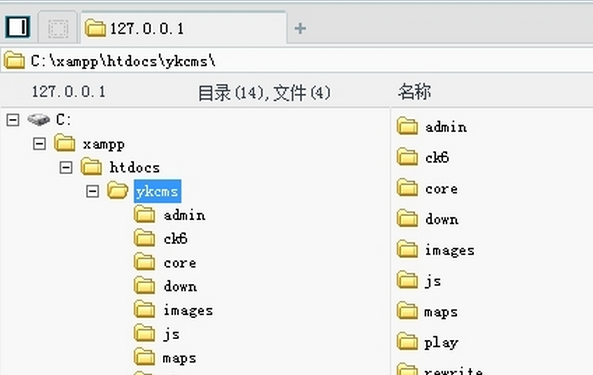 127.0.0.1
C:\xampp\htdocs\ykcms\
127.0.0.1 目录(14),文件(4) 名称
C:
xampp
htdocs
ykcms
admin
ck6
core
down
images
js
maps
admin
ck6
core
down
images
js
maps
play
rewrite